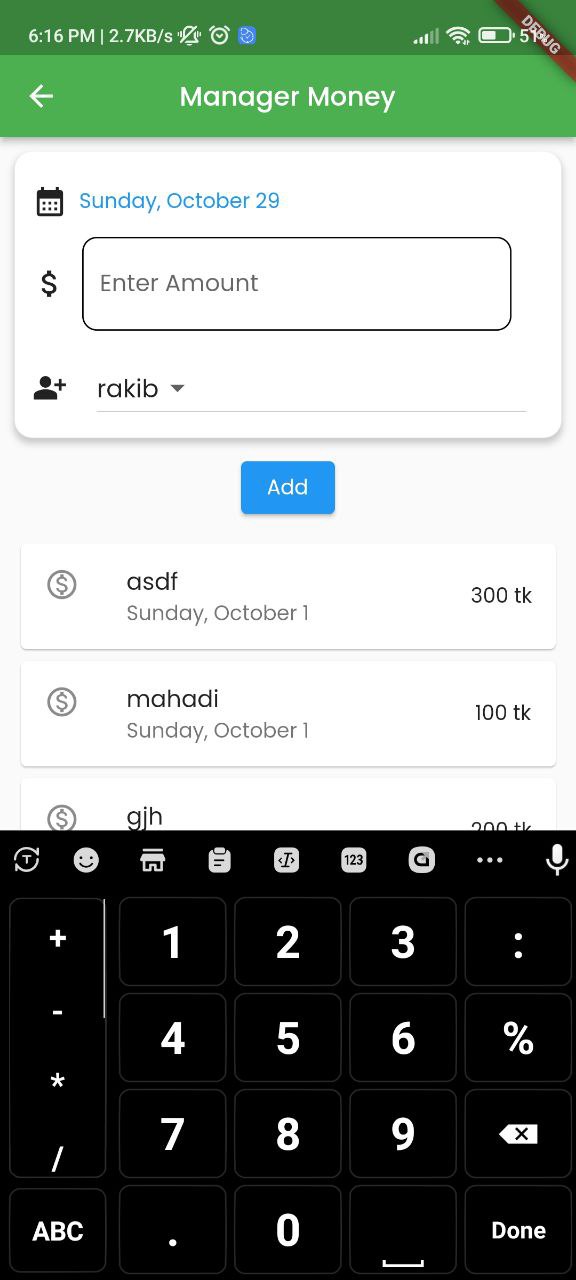 6:16 PM | 2.7KB/s
DEBUG
Manager Money
Sunday, October 29
$
Enter Amount
rakib
Add
asdf
300 tk
Sunday, October 1
mahadi
100 tk
Sunday, October 1
gjh
200 tk
123
+ 1 2 3 :
-
4 5 6 %
*
7 8 9
/
ABC . 0 Done